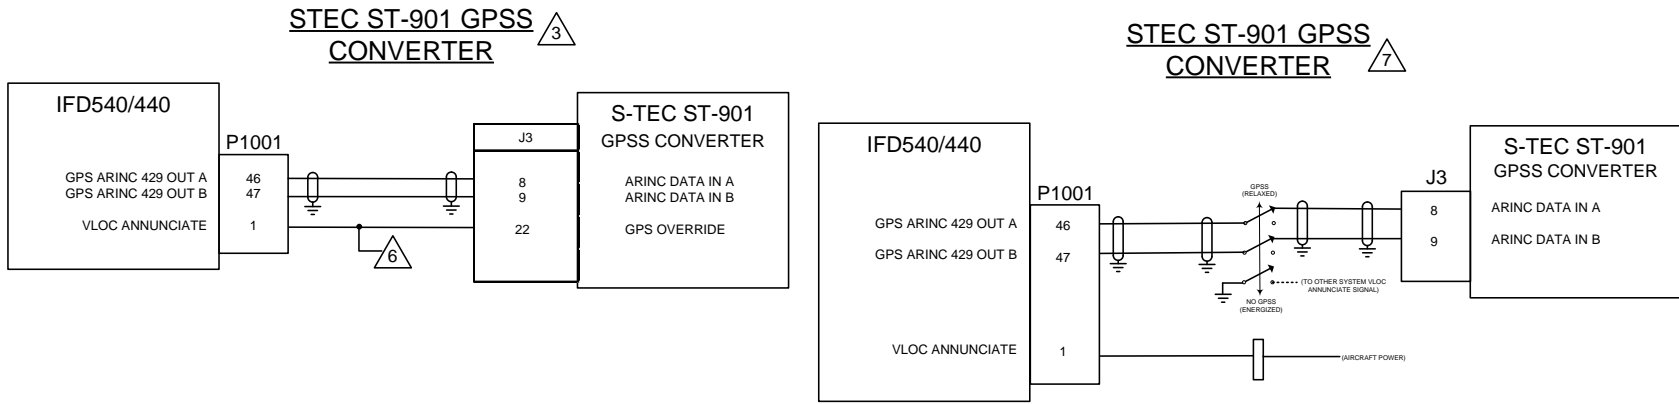 STEC ST-901 GPSS
CONVERTER
3
IFD540/440
P1001
GPS ARINC 429 OUT A
46
GPS ARINC 429 OUT B
47
VLOC ANNUNCIATE
1
6
J3
8
9
22
S-TEC ST-901
GPSS CONVERTER
ARINC DATA IN A
ARINC DATA IN B
GPS OVERRIDE
STEC ST-901 GPSS
CONVERTER
7
IFD540/440
P1001
GPS ARINC 429 OUT A
46
GPS ARINC 429 OUT B
47
VLOC ANNUNCIATE
1
GPSS
(RELAXED)
(TO OTHER SYSTEM VLOC
ANNUNCIATE SIGNAL)
NO GPSS
(ENERGIZED)
(AIRCRAFT POWER)
J3
8
9
S-TEC ST-901
GPSS CONVERTER
ARINC DATA IN A
ARINC DATA IN B